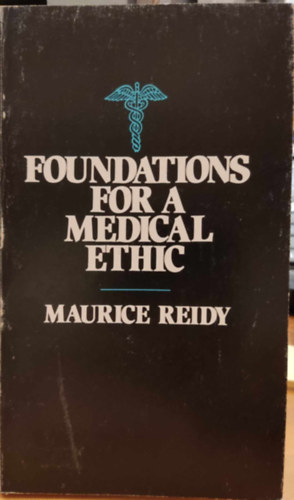 FOUNDATIONS
FOR A
MEDICAL
ETHIC
MAURICE REIDY